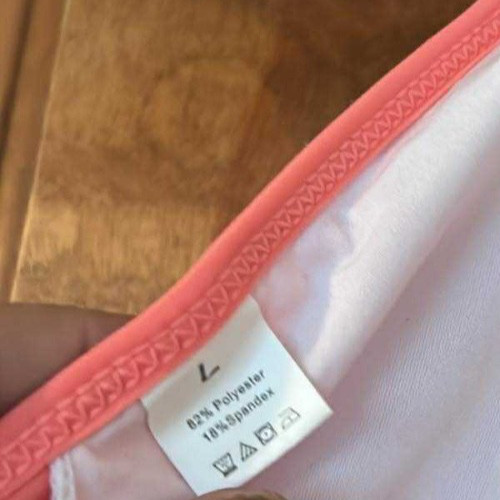 L
82% Polyester
18%Spandex